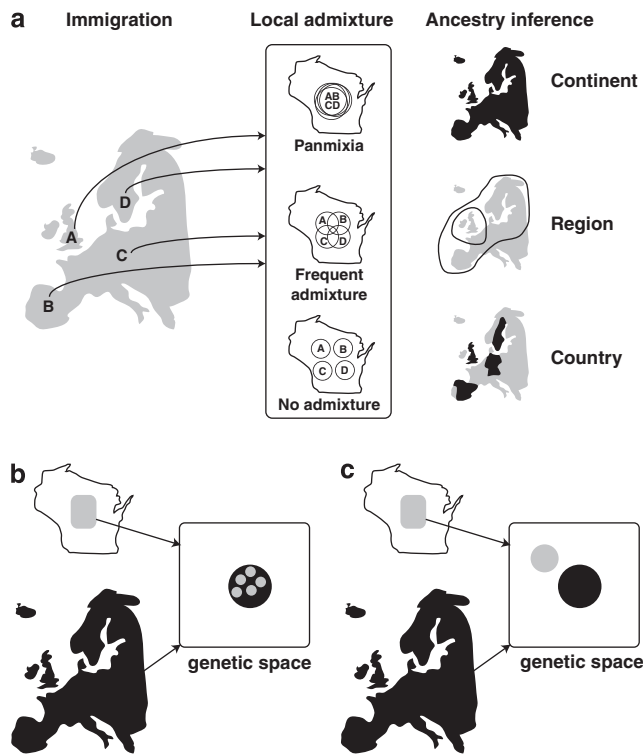 a
Immigration
Local admixture
Ancestry inference
A
D
C
B
AB
CD
Panmixia
A B
C D
Frequent
admixture
A B
C D
No admixture
Continent
Region
Country
b
genetic space
c
genetic space